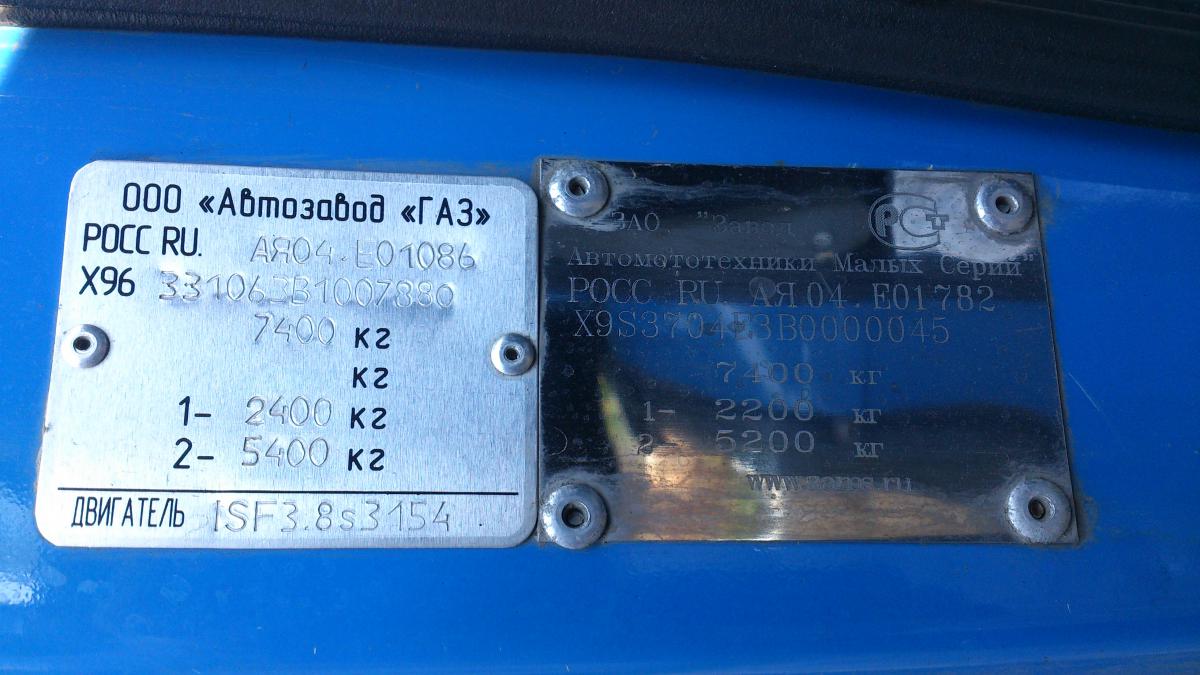 ООО «Автозавод «ГАЗ»
РОСС RU. АЯ04.Е01086
X96 331063B1007880
7400 кг
кг
1- 2400 кг
2- 5400 кг
ДВИГАТЕЛЬ ISF3.8s3154
ЗАО "Завод
РСТ
Автомототехники Малых Серий"
РОСС RU. АЯ04.Е01782
X9S3704E3B0000045
7400 кг
1- 2200 кг
2- 5200 кг